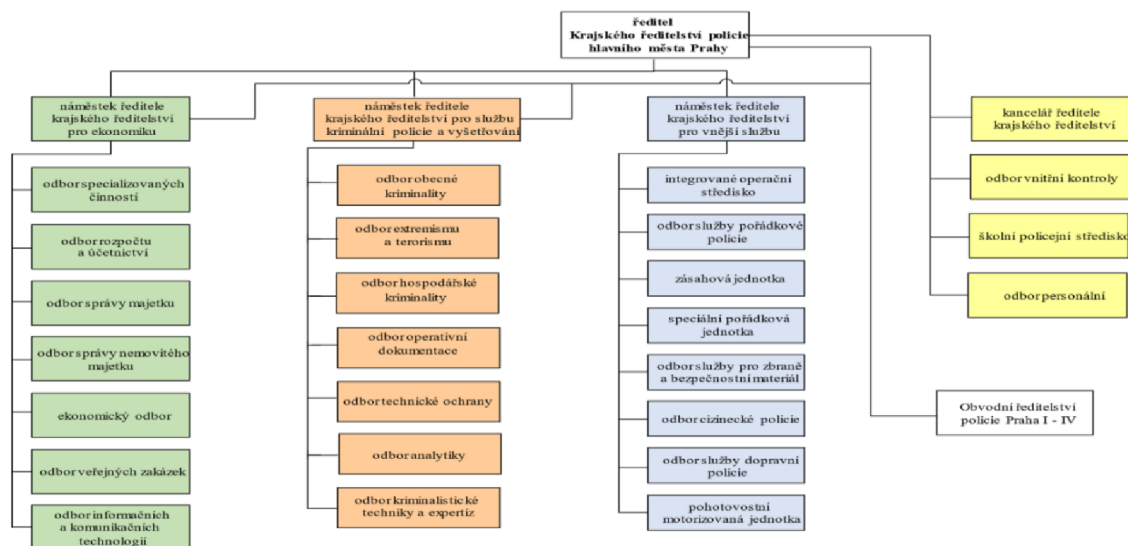 ředitel
Krajského ředitelství policie
hlavního města Prahy
náměstek ředitele
krajského ředitelství
pro ekonomiku
odbor specializovaných
činností
odbor rozpočtu
a účetnictví
odbor správy majetku
odbor správy nemovitého
majetku
ekonomický odbor
odbor veřejných zakázek
odbor informačních
a komunikačních
technologií
náměstek ředitele
krajského ředitelství pro službu
kriminální policie a vyšetřování
odbor obecné
kriminality
odbor extremismu
a terorismu
odbor hospodářské
kriminality
odbor operativní
dokumentace
odbor technické ochrany
odbor analytiky
odbor kriminalistické
techniky a expertiz
náměstek ředitele
krajského ředitelství
pro vnější službu
integrované operační
středisko
odbor služby pořádkové
policie
zásahová jednotka
speciální pořádková
jednotka
odbor služby pro zbraně
a bezpečnostní materiál
odbor cizinecké policie
odbor služby dopravní
policie
pohotovostní
motorizovaná jednotka
kancelář ředitele
krajského ředitelství
odbor vnitřní kontroly
školní policejní středisko
odbor personální
Obvodní ředitelství
policie Praha I - IV